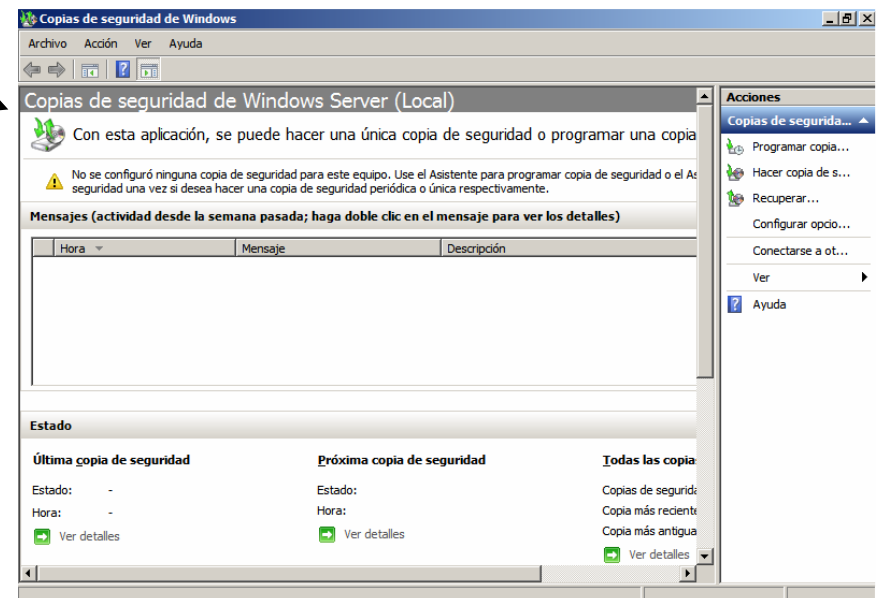 Copias de seguridad de Windows
Archivo Acción Ver Ayuda
Copias de seguridad de Windows Server (Local)
Con esta aplicación, se puede hacer una única copia de seguridad o programar una copia
No se configuró ninguna copia de seguridad para este equipo. Use el Asistente para programar copia de seguridad o el As
seguridad una vez si desea hacer una copia de seguridad periódica o única respectivamente.
Mensajes (actividad desde la semana pasada; haga doble clic en el mensaje para ver los detalles)
Hora Mensaje Descripción
Estado
Última copia de seguridad
Estado: -
Hora: -
Ver detalles
Próxima copia de seguridad
Estado:
Hora:
Ver detalles
Todas las copia
Copias de segurida
Copia más reciente
Copia más antigua
Ver detalles
Acciones
Copias de segurida...
Programar copia...
Hacer copia de s...
Recuperar...
Configurar opcio...
Conectarse a ot...
Ver
Ayuda